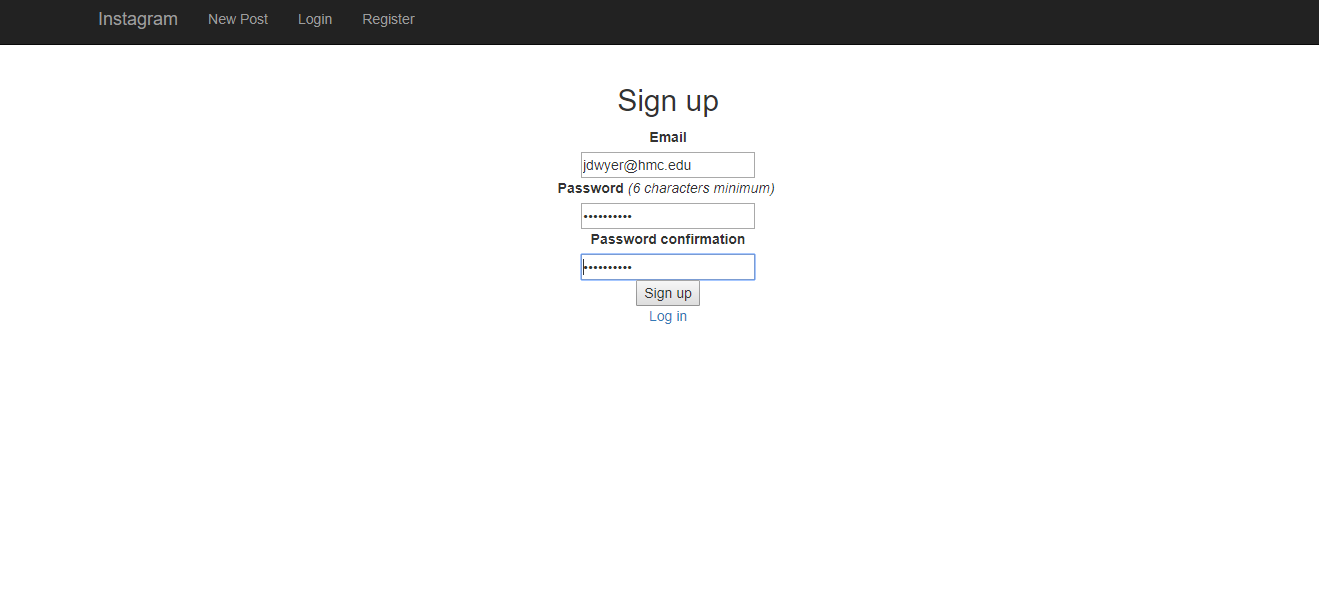 Instagram New Post Login Register
Sign up
Email
jdwyer@hmc.edu
Password (6 characters minimum)
••••••••••
Password confirmation
••••••••••
Sign up
Log in